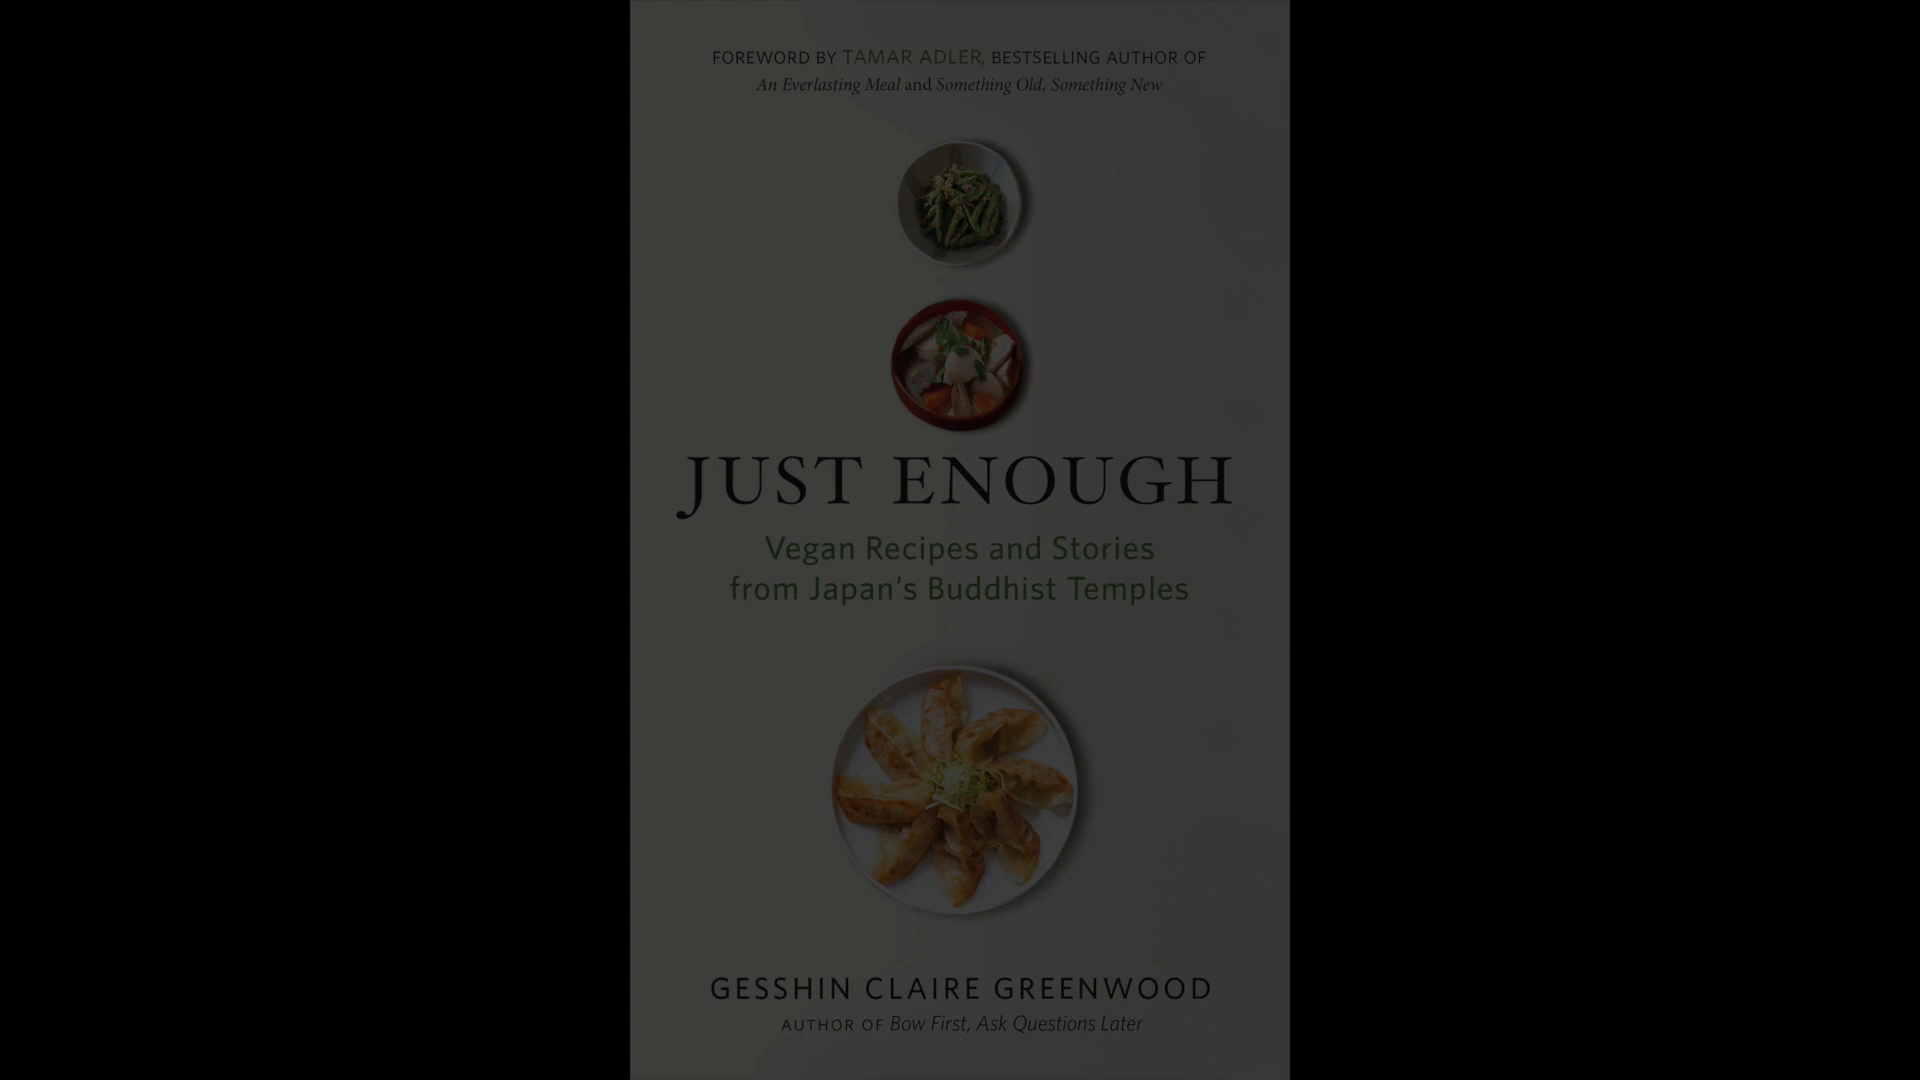 FOREWORD BY TAMAR ADLER, BESTSELLING AUTHOR OF
An Everlasting Meal and Something Old, Something New
JUST ENOUGH
Vegan Recipes and Stories
from Japan’s Buddhist Temples
GESSHIN CLAIRE GREENWOOD
AUTHOR OF Bow First, Ask Questions Later